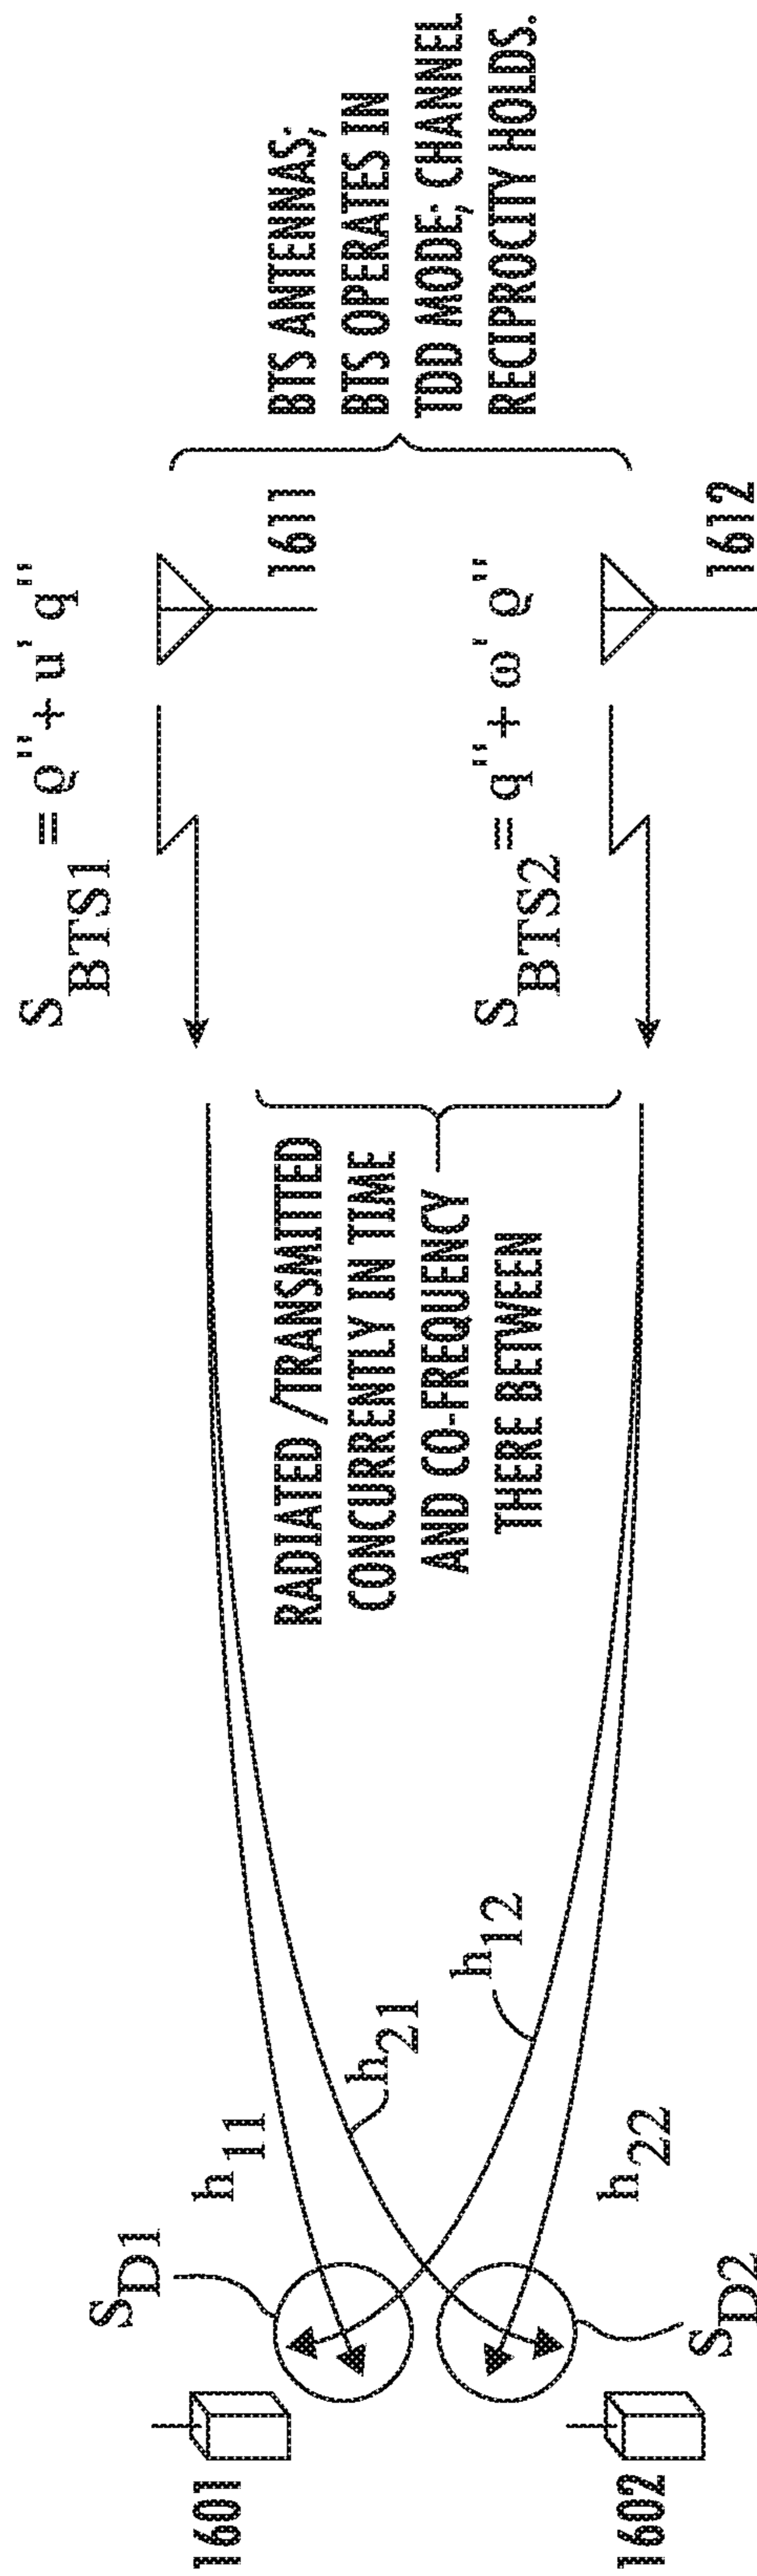 S_BTS1 = Q" + u' q"
1611
BTS ANTENNAS;
BTS OPERATES IN
TDD MODE; CHANNEL
RECIPROCITY HOLDS.
S_BTS2 = q" + ω' Q"
1612
RADIATED /TRANSMITTED
CONCURRENTLY IN TIME
AND CO-FREQUENCY
THERE BETWEEN
h_11
h_21
h_12
h_22
S_D1
S_D2
1601
1602